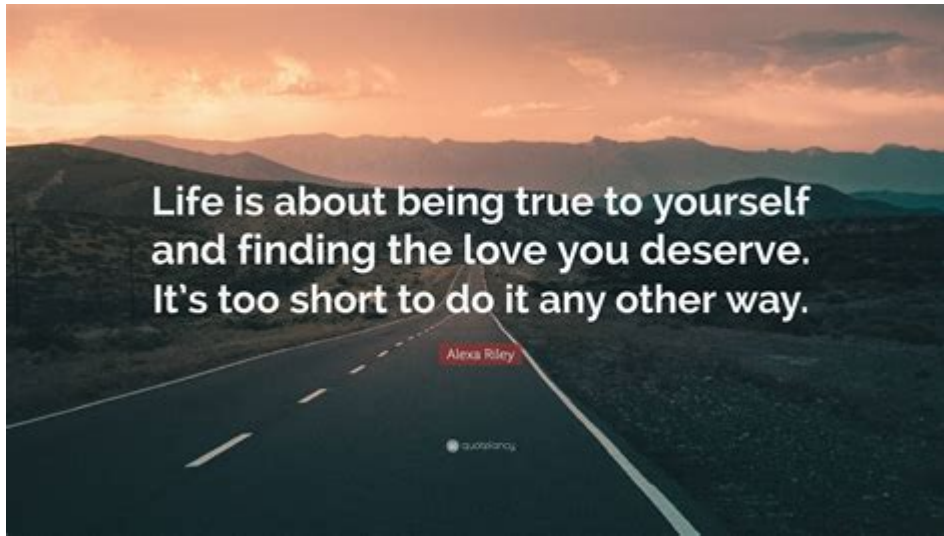 Life is about being true to yourself
and finding the love you deserve.
It's too short to do it any other way.
Alexa Riley
quotefancy